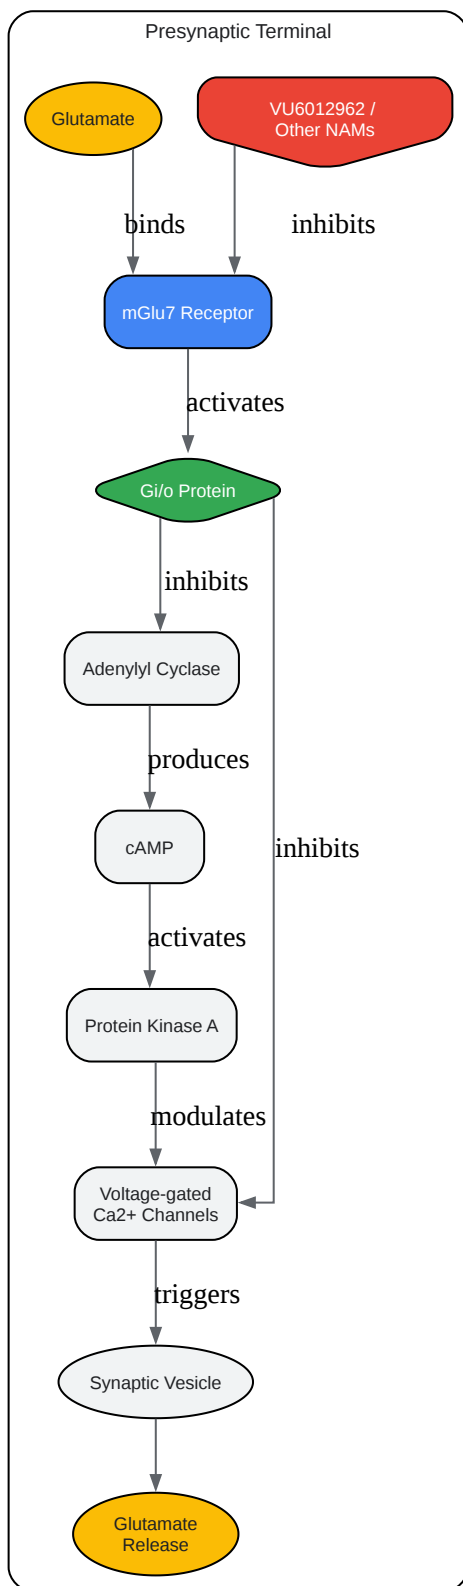 Presynaptic Terminal
Glutamate
VU6012962 /
Other NAMs
binds
inhibits
mGlu7 Receptor
activates
Gi/o Protein
inhibits
Adenylyl Cyclase
produces
cAMP
inhibits
activates
Protein Kinase A
modulates
Voltage-gated
Ca2+ Channels
triggers
Synaptic Vesicle
Glutamate
Release